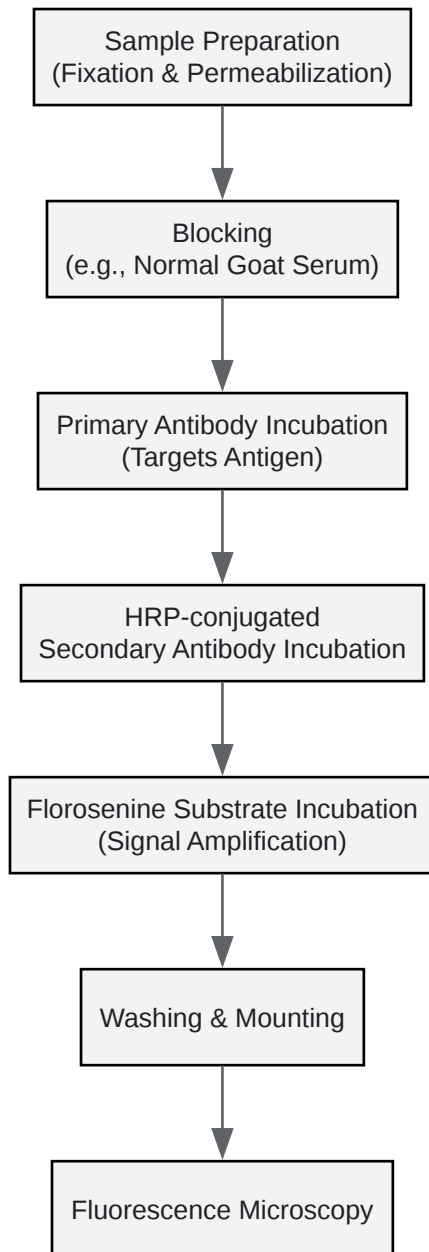 Sample Preparation
(Fixation & Permeabilization)
Blocking
(e.g., Normal Goat Serum)
Primary Antibody Incubation
(Targets Antigen)
HRP-conjugated
Secondary Antibody Incubation
Florosenine Substrate Incubation
(Signal Amplification)
Washing & Mounting
Fluorescence Microscopy